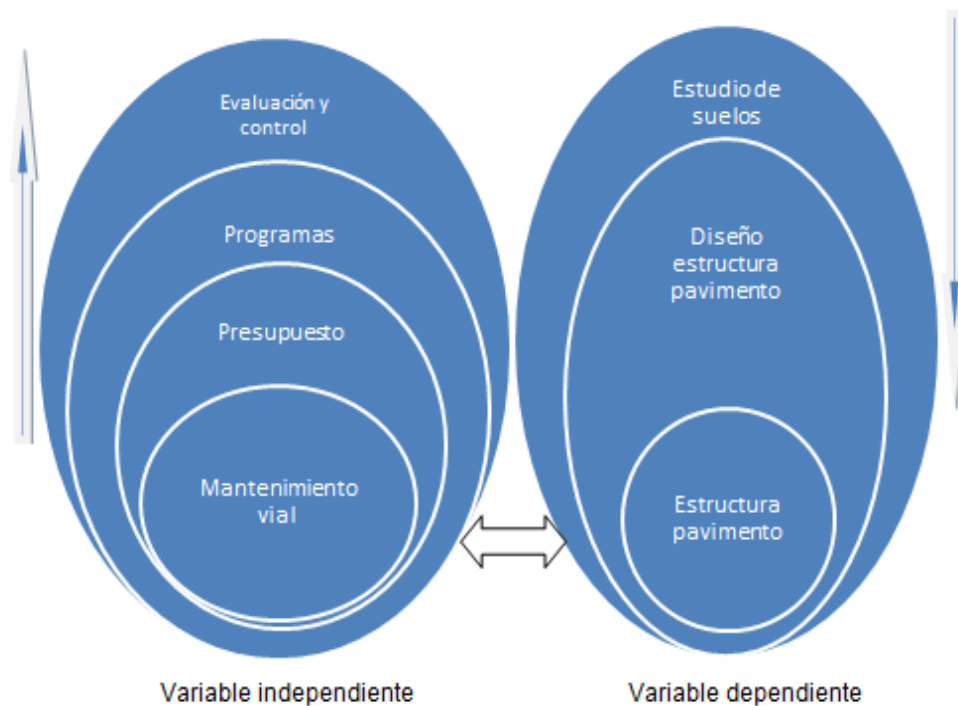 Evaluación y
control
Programas
Presupuesto
Mantenimiento
vial
Estudio de
suelos
Diseño
estructura
pavimento
Estructura
pavimento
Variable independiente
Variable dependiente